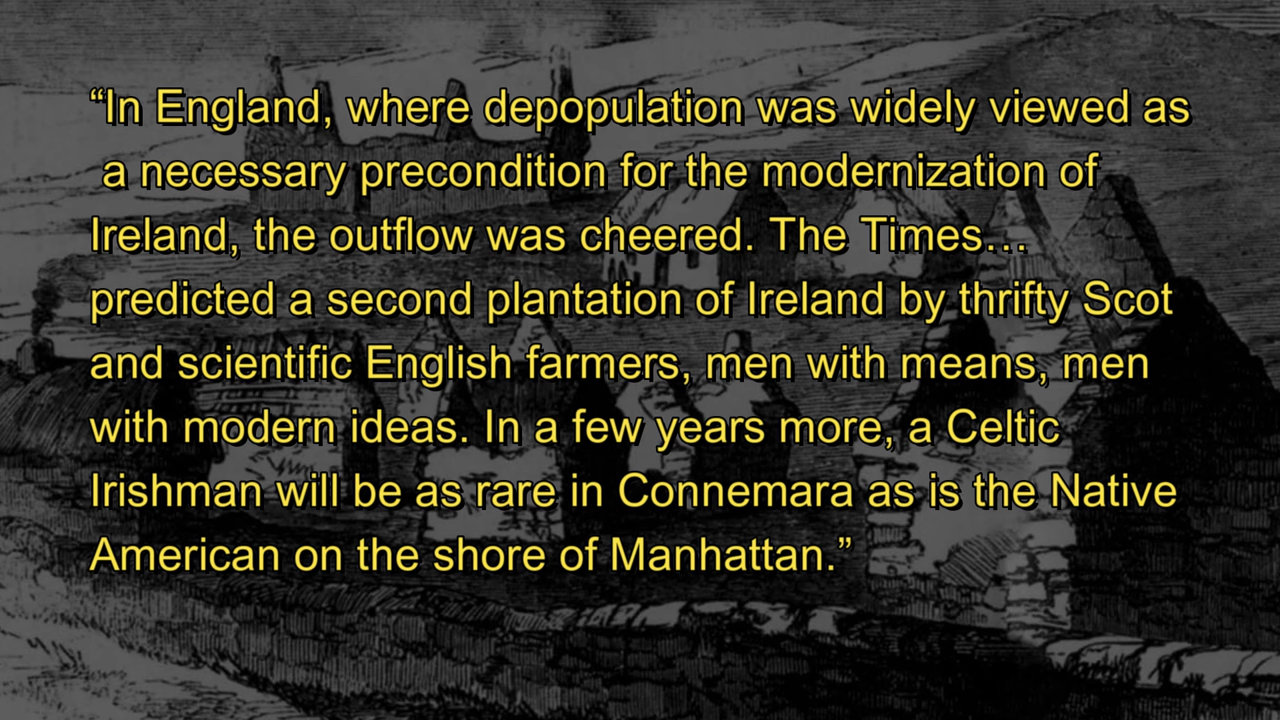 “In England, where depopulation was widely viewed as
a necessary precondition for the modernization of
Ireland, the outflow was cheered. The Times…
predicted a second plantation of Ireland by thrifty Scot
and scientific English farmers, men with means, men
with modern ideas. In a few years more, a Celtic
Irishman will be as rare in Connemara as is the Native
American on the shore of Manhattan.”